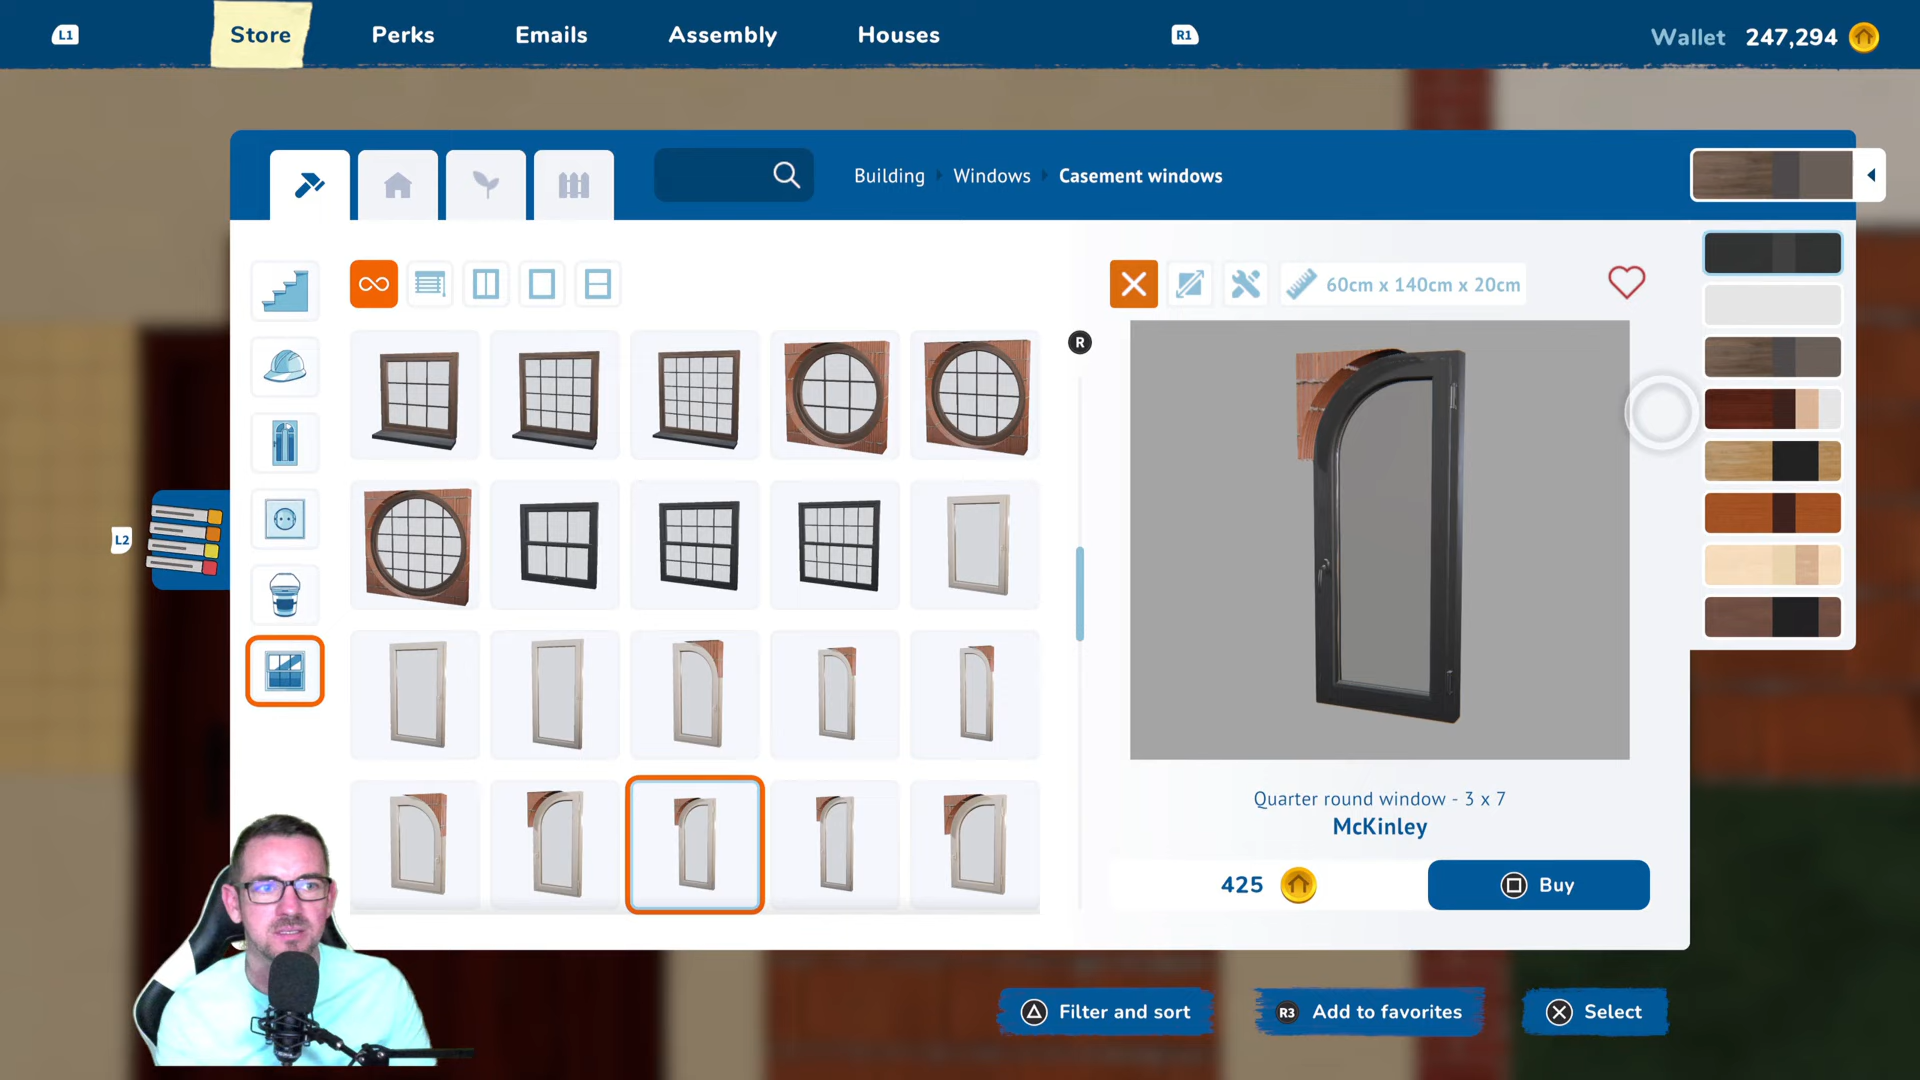 L1
Store
Perks
Emails
Assembly
Houses
R1
Wallet 247,294
Building
Windows
Casement windows
60cm x 140cm x 20cm
R
L2
Quarter round window - 3 x 7
McKinley
425
Buy
Filter and sort
R3 Add to favorites
Select